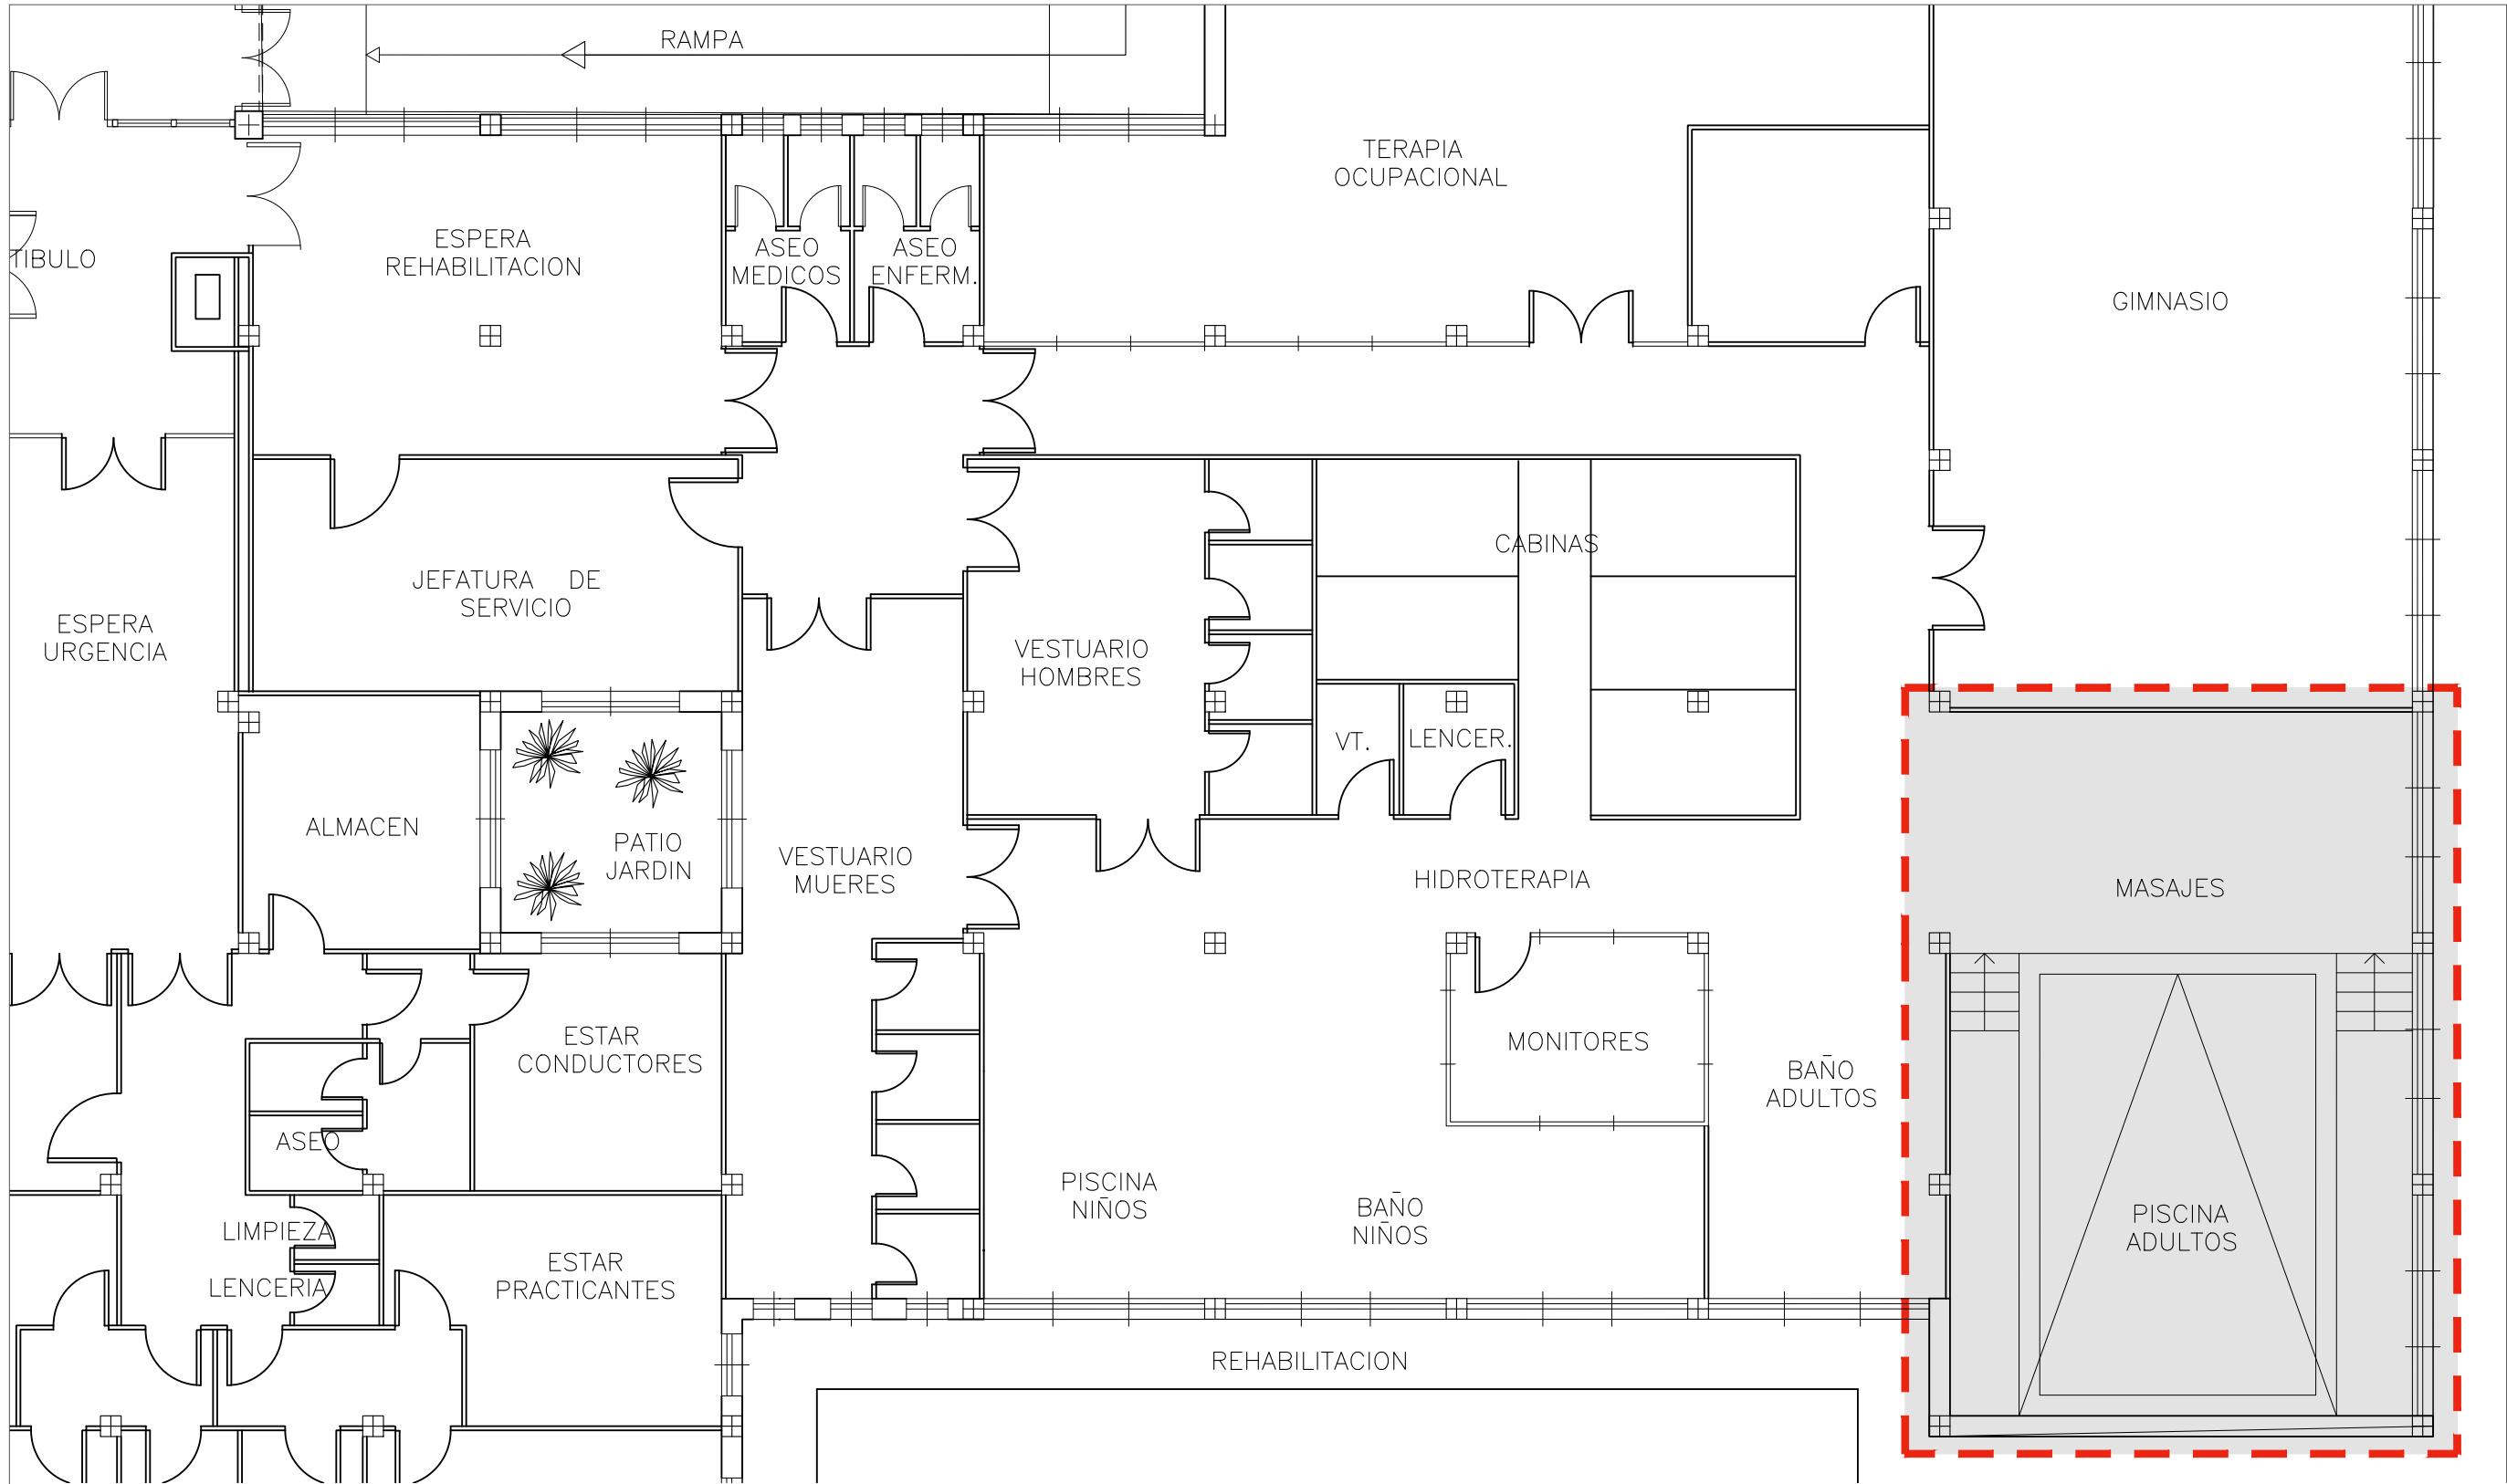 RAMPA
TERAPIA
OCUPACIONAL
ESPERA
REHABILITACION
ASEO
MEDICOS
ASEO
ENFERM.
TIBULO
GIMNASIO
CABINAS
JEFATURA DE
SERVICIO
ESPERA
URGENCIA
VESTUARIO
HOMBRES
VT.
LENCER.
ALMACEN
PATIO
JARDIN
VESTUARIO
MUERES
HIDROTERAPIA
MASAJES
ESTAR
CONDUCTORES
MONITORES
BAÑO
ADULTOS
ASEO
PISCINA
NIÑOS
BAÑO
NIÑOS
PISCINA
ADULTOS
LIMPIEZA
LENCERIA
ESTAR
PRACTICANTES
REHABILITACION